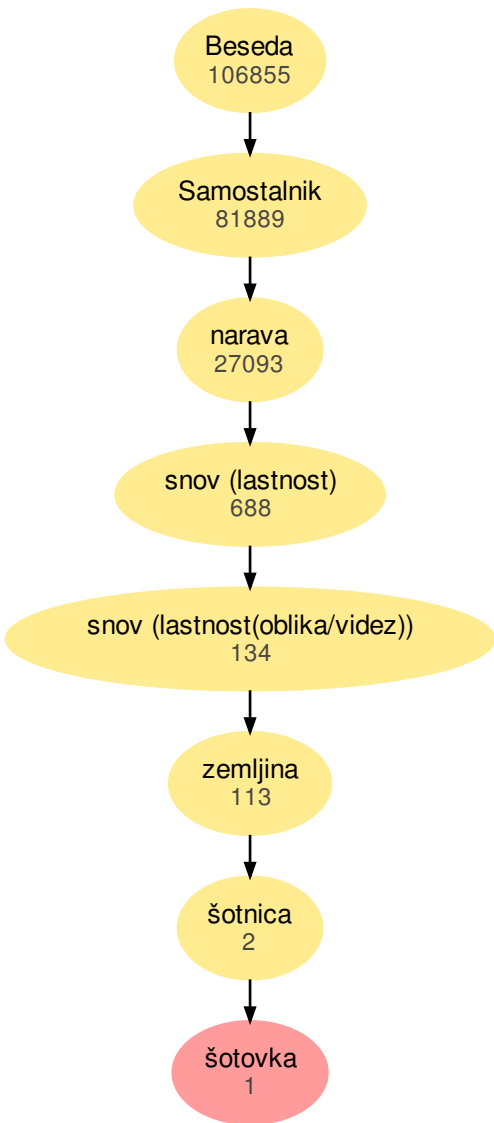 Beseda
106855
Samostalnik
81889
narava
27093
snov (lastnost)
688
snov (lastnost(oblika/videz))
134
zemljina
113
šotnica
2
šotovka
1